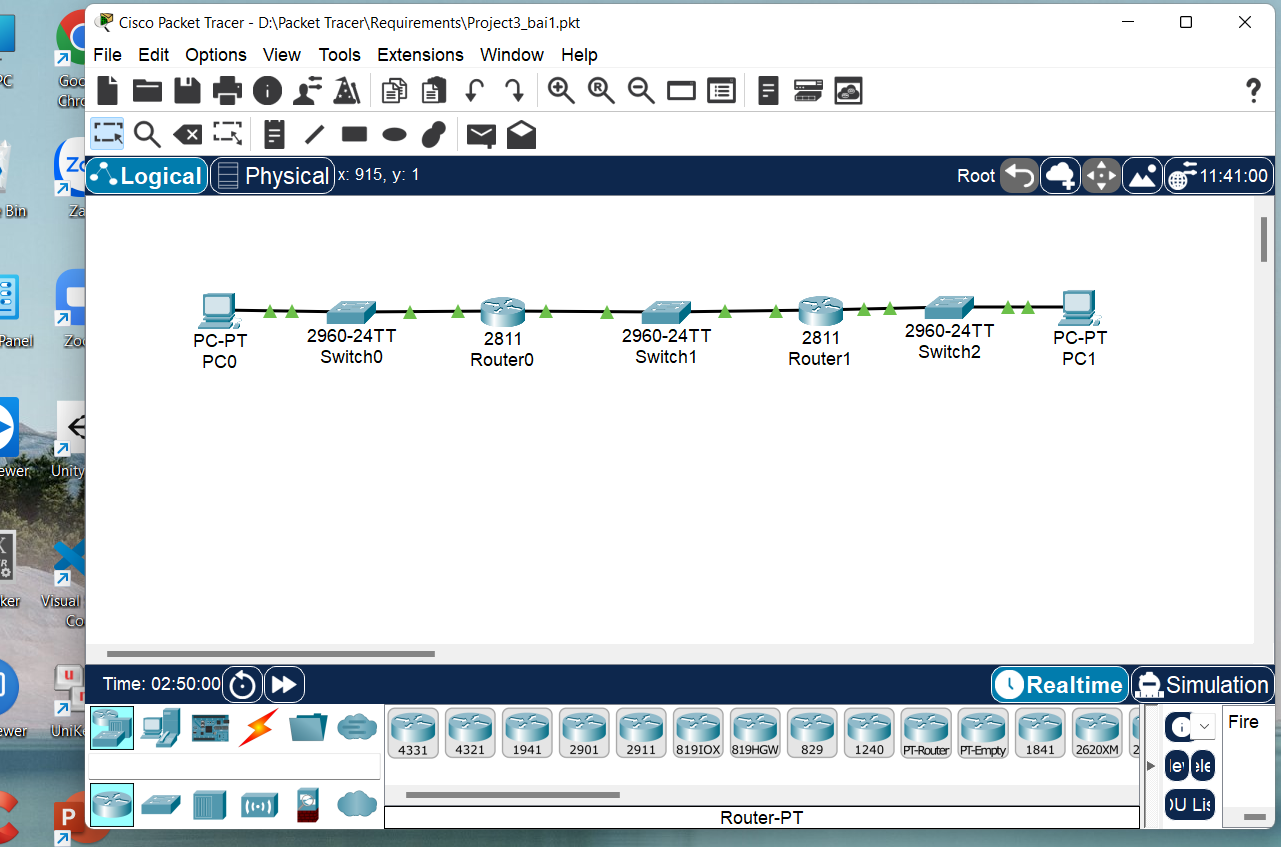 Cisco Packet Tracer - D:\Packet Tracer\Requirements\Project3_bai1.pkt
File Edit Options View Tools Extensions Window Help
Logical Physical x: 915, y: 1 Root 11:41:00
PC-PT
PC0
2960-24TT
Switch0
2811
Router0
2960-24TT
Switch1
2811
Router1
2960-24TT
Switch2
PC-PT
PC1
Time: 02:50:00 Realtime Simulation
4331 4321 1941 2901 2911 819IOX 819HGW 829 1240 PT-Router PT-Empty 1841 2620XM
Router-PT
Fire
PC
Goo
Chro
Bin
Za
Panel
Zoo
ewer
Unity
ker
Visual
Co
ewer
UniK